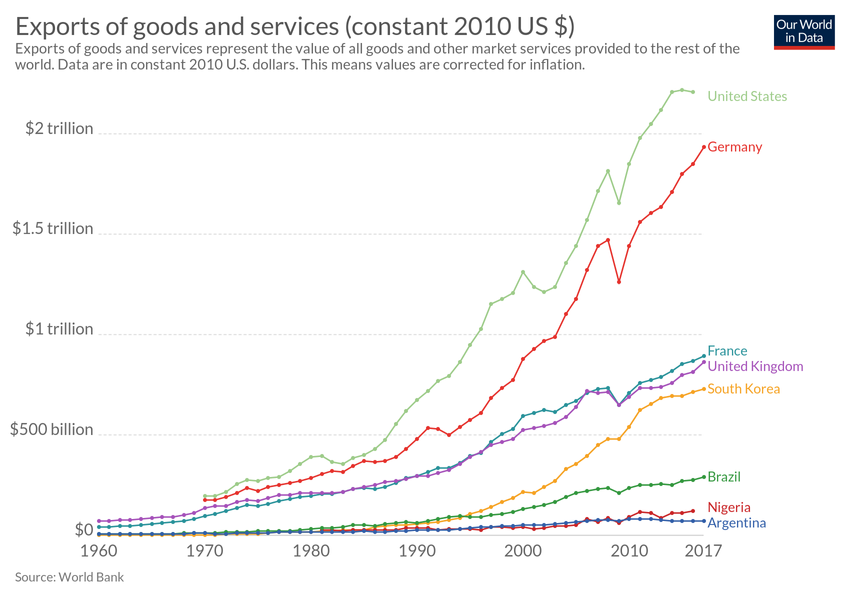 Exports of goods and services (constant 2010 US $)
Our World
in Data
Exports of goods and services represent the value of all goods and other market services provided to the rest of the
world. Data are in constant 2010 U.S. dollars. This means values are corrected for inflation.
United States
$2 trillion
Germany
$1.5 trillion
$1 trillion
France
United Kingdom
South Korea
$500 billion
Brazil
Nigeria
Argentina
$0
1960 1970 1980 1990 2000 2010 2017
Source: World Bank